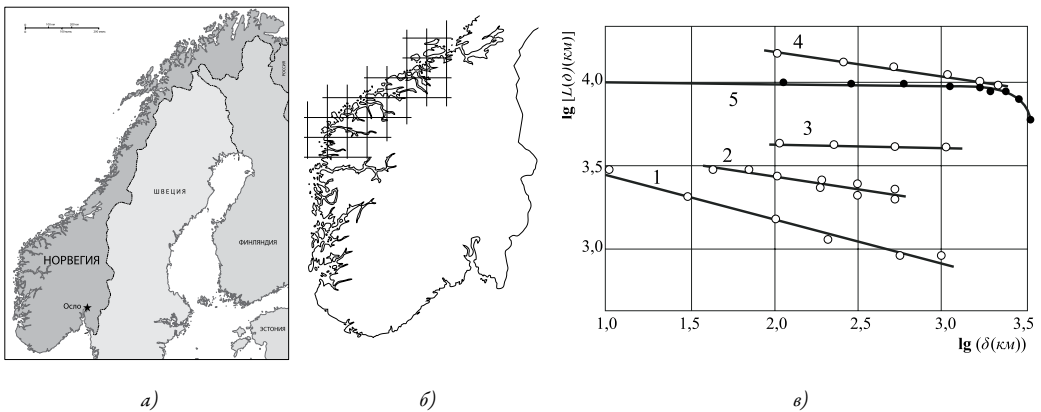 ШВЕЦИЯ
НОРВЕГИЯ
Осло
ФИНЛЯНДИЯ
ЭСТОНИЯ
РОССИЯ
а)
б)
lg [L(δ)(км)]
4,0
3,5
3,0
4
5
3
2
1
1,0 1,5 2,0 2,5 3,0 3,5
lg (δ(км))
в)